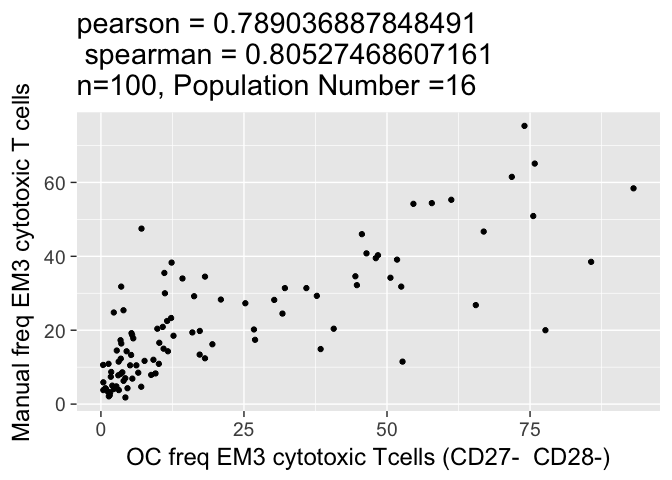 pearson = 0.789036887848491
spearman = 0.80527468607161
n=100, Population Number =16
Manual freq EM3 cytotoxic T cells
60
40
20
0
0 25 50 75
OC freq EM3 cytotoxic Tcells (CD27-  CD28-)